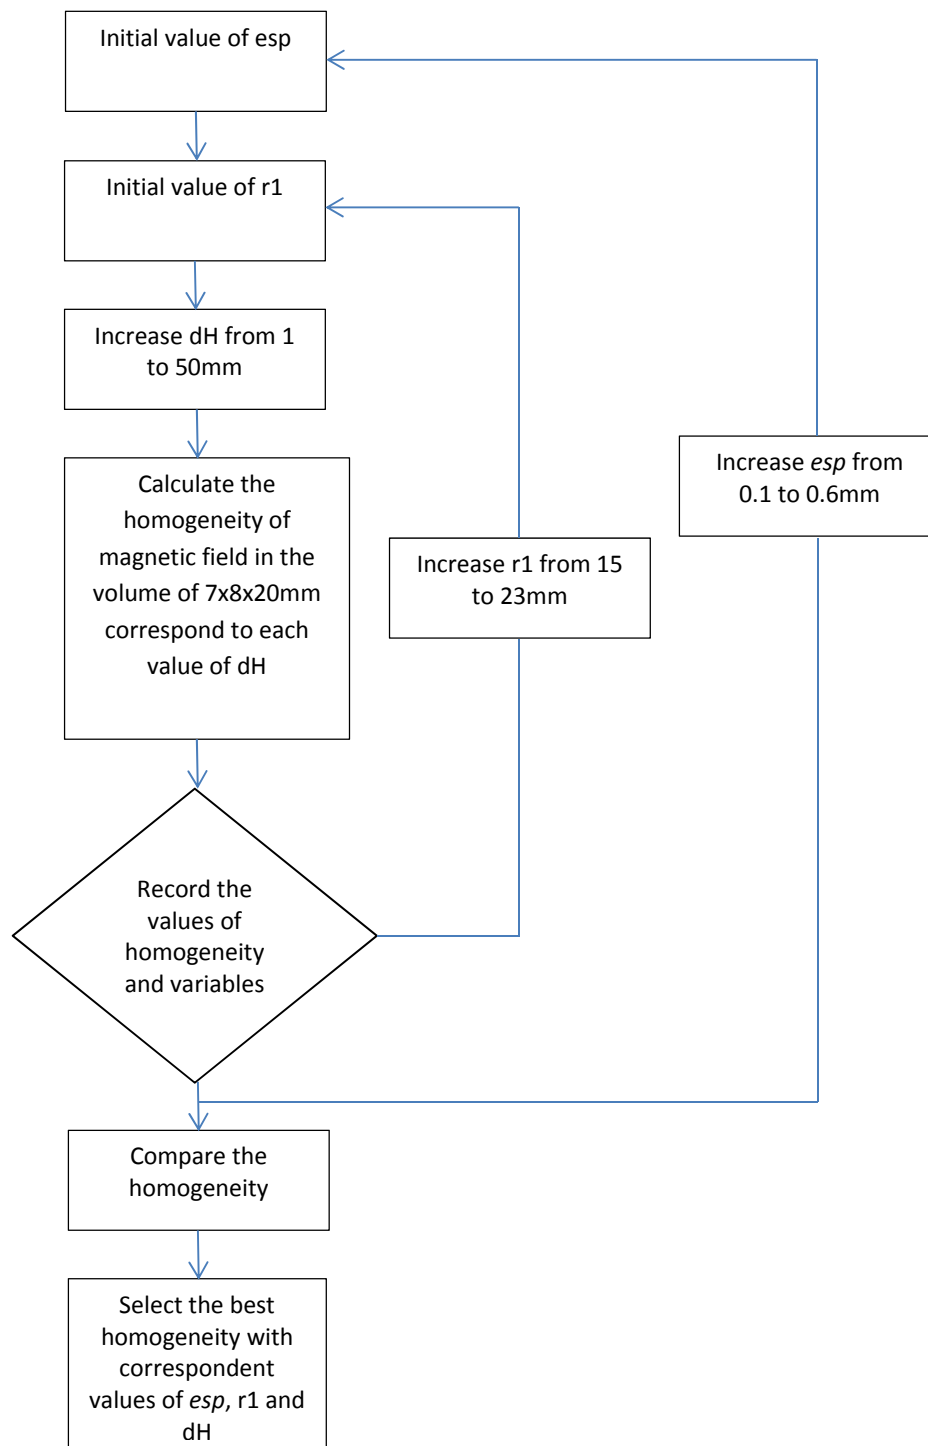 Initial value of esp
Initial value of r1
Increase dH from 1
to 50mm
Calculate the
homogeneity of
magnetic field in the
volume of 7x8x20mm
correspond to each
value of dH
Increase esp from
0.1 to 0.6mm
Increase r1 from 15
to 23mm
Record the
values of
homogeneity
and variables
Compare the
homogeneity
Select the best
homogeneity with
correspondent
values of esp, r1 and
dH